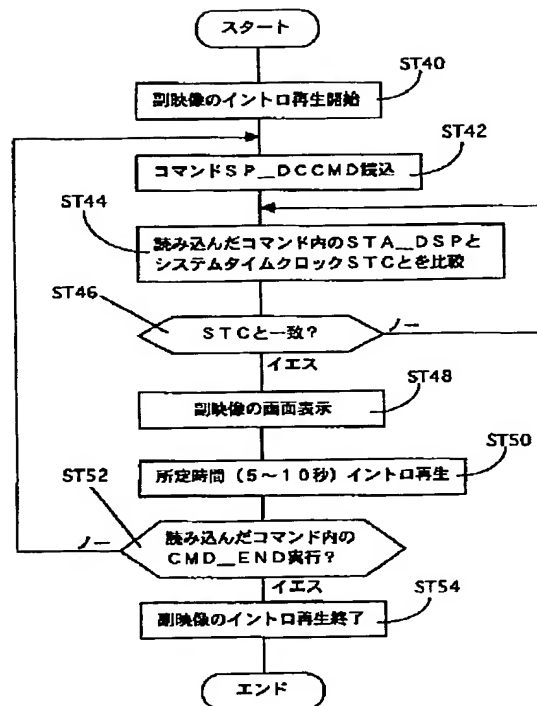 スタート
ST40
副映像のイントロ再生開始
ST42
コマンドSP__DCCMD読込
ST44
読み込んだコマンド内のSTA__DSPと
システムタイムクロックSTCとを比較
ST46
STCと一致?
ノー
イエス
ST48
副映像の画面表示
ST50
所定時間(5〜10秒)イントロ再生
ST52
読み込んだコマンド内の
CMD__END実行?
ノー
イエス
ST54
副映像のイントロ再生終了
エンド